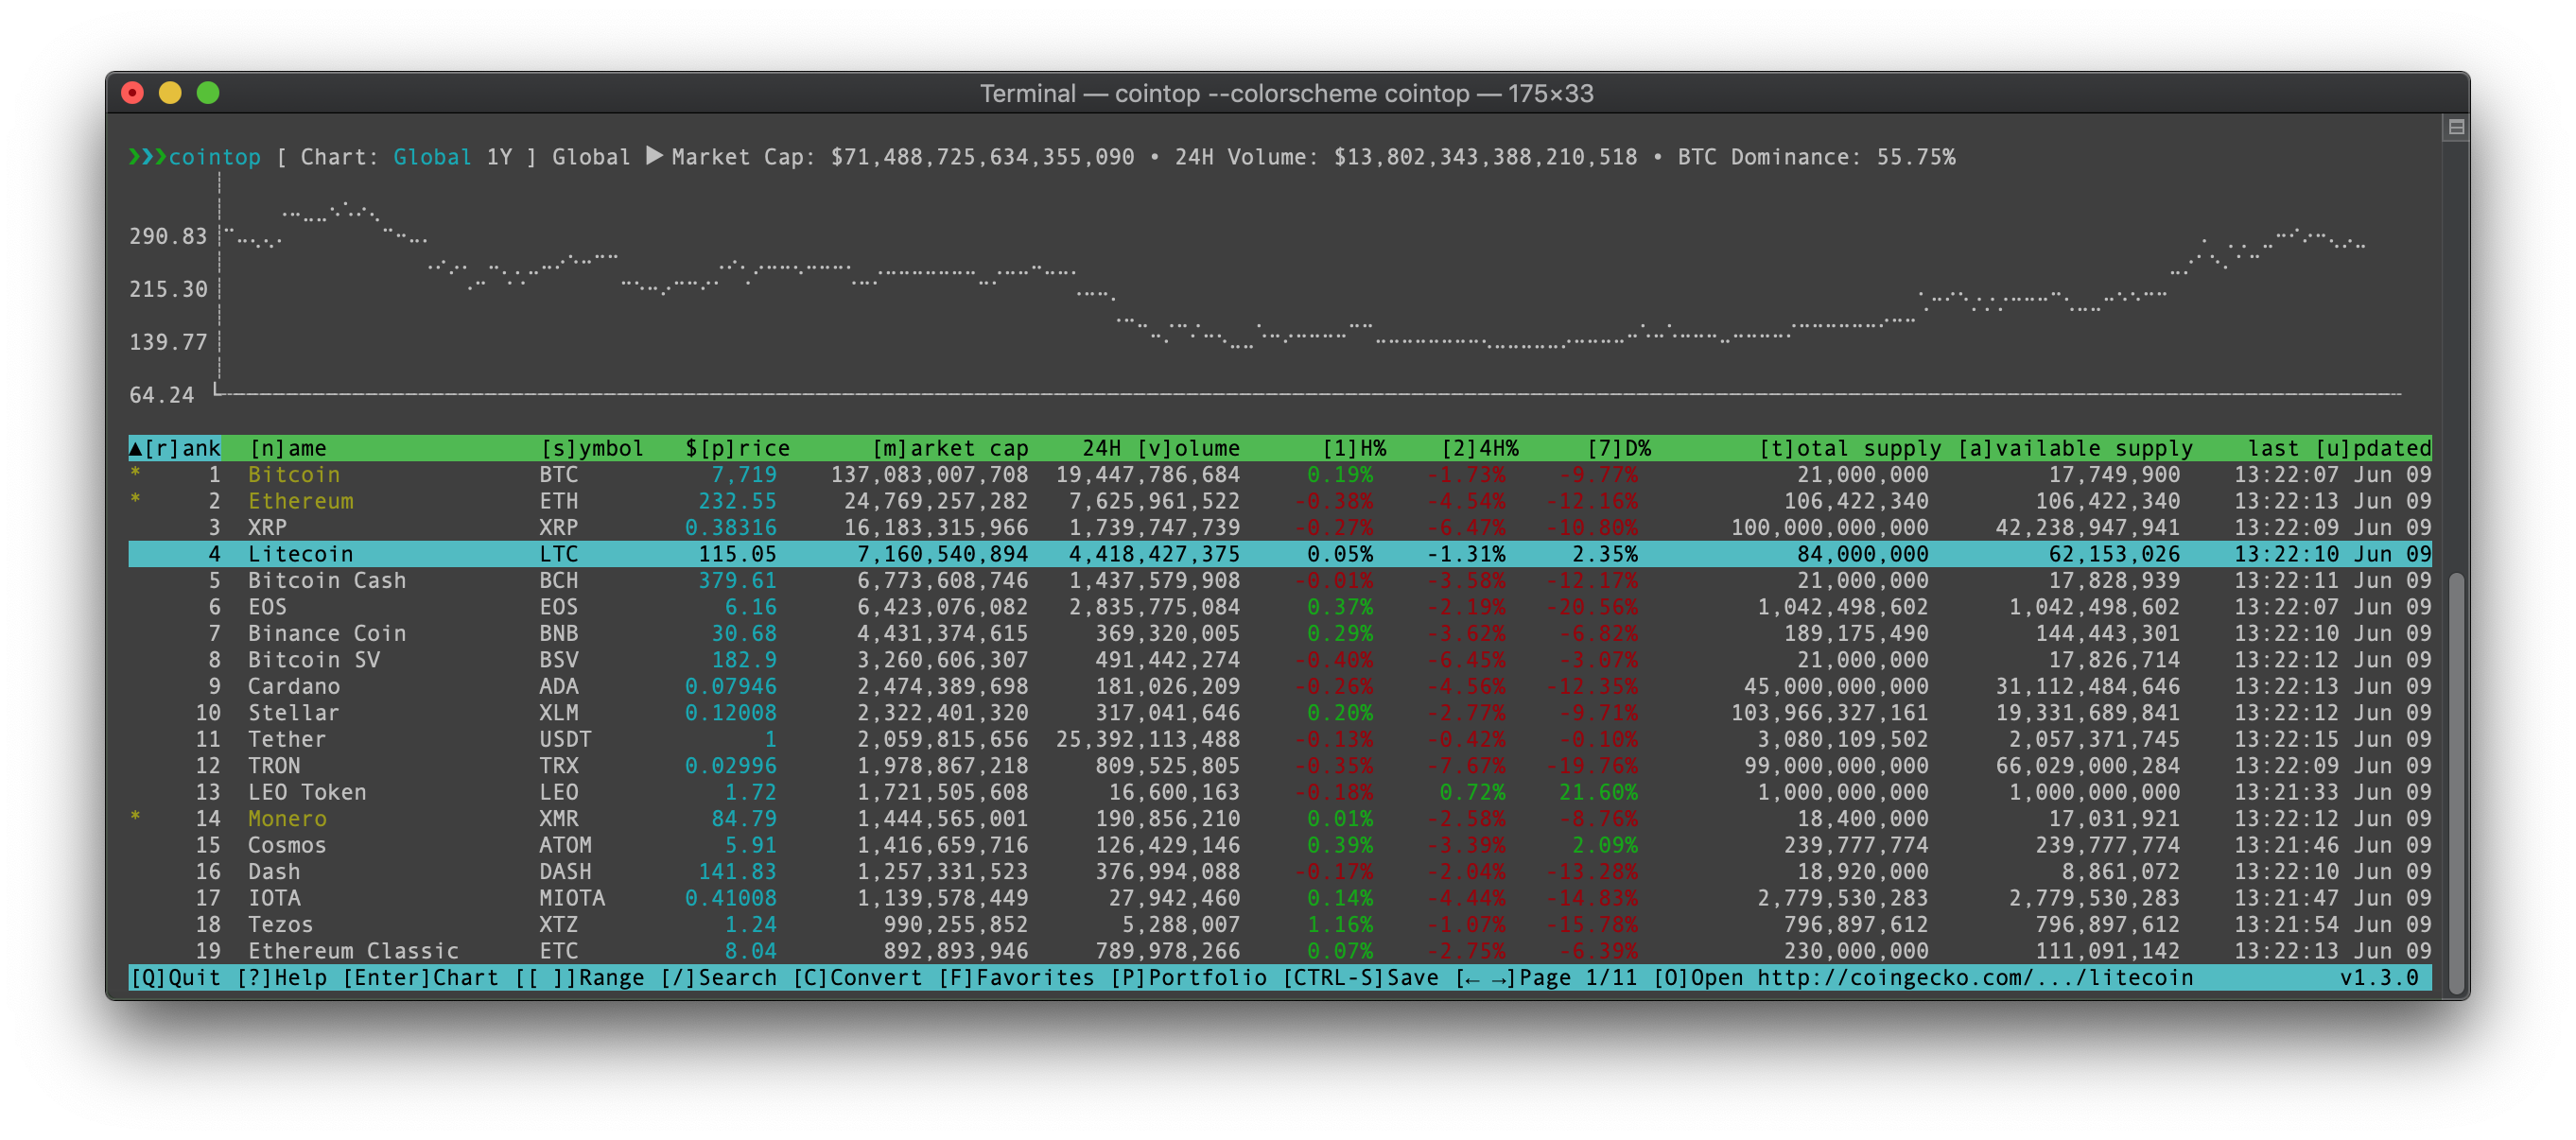 Terminal — cointop --colorscheme cointop — 175×33
❯❯❯cointop [ Chart: Global 1Y ] Global ▶ Market Cap: $71,488,725,634,355,090 • 24H Volume: $13,802,343,388,210,518 • BTC Dominance: 55.75%
290.83
215.30
139.77
64.24
▲[r]ank [n]ame [s]ymbol $[p]rice [m]arket cap 24H [v]olume [1]H% [2]4H% [7]D% [t]otal supply [a]vailable supply last [u]pdated
* 1 Bitcoin BTC 7,719 137,083,007,708 19,447,786,684 0.19% -1.73% -9.77% 21,000,000 17,749,900 13:22:07 Jun 09
* 2 Ethereum ETH 232.55 24,769,257,282 7,625,961,522 -0.38% -4.54% -12.16% 106,422,340 106,422,340 13:22:13 Jun 09
3 XRP XRP 0.38316 16,183,315,966 1,739,747,739 -0.27% -6.47% -10.80% 100,000,000,000 42,238,947,941 13:22:09 Jun 09
4 Litecoin LTC 115.05 7,160,540,894 4,418,427,375 0.05% -1.31% 2.35% 84,000,000 62,153,026 13:22:10 Jun 09
5 Bitcoin Cash BCH 379.61 6,773,608,746 1,437,579,908 -0.01% -3.58% -12.17% 21,000,000 17,828,939 13:22:11 Jun 09
6 EOS EOS 6.16 6,423,076,082 2,835,775,084 0.37% -2.19% -20.56% 1,042,498,602 1,042,498,602 13:22:07 Jun 09
7 Binance Coin BNB 30.68 4,431,374,615 369,320,005 0.29% -3.62% -6.82% 189,175,490 144,443,301 13:22:10 Jun 09
8 Bitcoin SV BSV 182.9 3,260,606,307 491,442,274 -0.40% -6.45% -3.07% 21,000,000 17,826,714 13:22:12 Jun 09
9 Cardano ADA 0.07946 2,474,389,698 181,026,209 -0.26% -4.56% -12.35% 45,000,000,000 31,112,484,646 13:22:13 Jun 09
10 Stellar XLM 0.12008 2,322,401,320 317,041,646 0.20% -2.77% -9.71% 103,966,327,161 19,331,689,841 13:22:12 Jun 09
11 Tether USDT 1 2,059,815,656 25,392,113,488 -0.13% -0.42% -0.10% 3,080,109,502 2,057,371,745 13:22:15 Jun 09
12 TRON TRX 0.02996 1,978,867,218 809,525,805 -0.35% -7.67% -19.76% 99,000,000,000 66,029,000,284 13:22:09 Jun 09
13 LEO Token LEO 1.72 1,721,505,608 16,600,163 -0.18% 0.72% 21.60% 1,000,000,000 1,000,000,000 13:21:33 Jun 09
* 14 Monero XMR 84.79 1,444,565,001 190,856,210 0.01% -2.58% -8.76% 18,400,000 17,031,921 13:22:12 Jun 09
15 Cosmos ATOM 5.91 1,416,659,716 126,429,146 0.39% -3.39% 2.09% 239,777,774 239,777,774 13:21:46 Jun 09
16 Dash DASH 141.83 1,257,331,523 376,994,088 -0.17% -2.04% -13.28% 18,920,000 8,861,072 13:22:10 Jun 09
17 IOTA MIOTA 0.41008 1,139,578,449 27,942,460 0.14% -4.44% -14.83% 2,779,530,283 2,779,530,283 13:21:47 Jun 09
18 Tezos XTZ 1.24 990,255,852 5,288,007 1.16% -1.07% -15.78% 796,897,612 796,897,612 13:21:54 Jun 09
19 Ethereum Classic ETC 8.04 892,893,946 789,978,266 0.07% -2.75% -6.39% 230,000,000 111,091,142 13:22:13 Jun 09
[Q]Quit [?]Help [Enter]Chart [[ ]]Range [/]Search [C]Convert [F]Favorites [P]Portfolio [CTRL-S]Save [← →]Page 1/11 [O]Open http://coingecko.com/.../litecoin v1.3.0